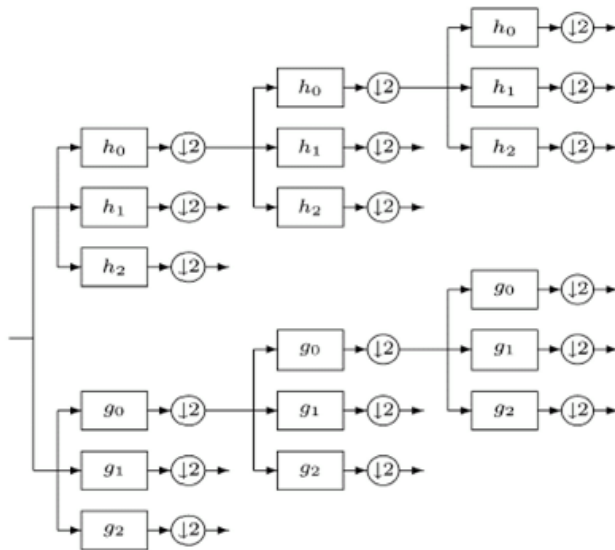 h₀ ↓2
h₀ ↓2 h₁ ↓2
h₀ ↓2 h₁ ↓2 h₂ ↓2
h₁ ↓2 h₂ ↓2
h₂ ↓2
g₀ ↓2
g₀ ↓2 g₁ ↓2
g₀ ↓2 g₁ ↓2 g₂ ↓2
g₁ ↓2 g₂ ↓2
g₂ ↓2